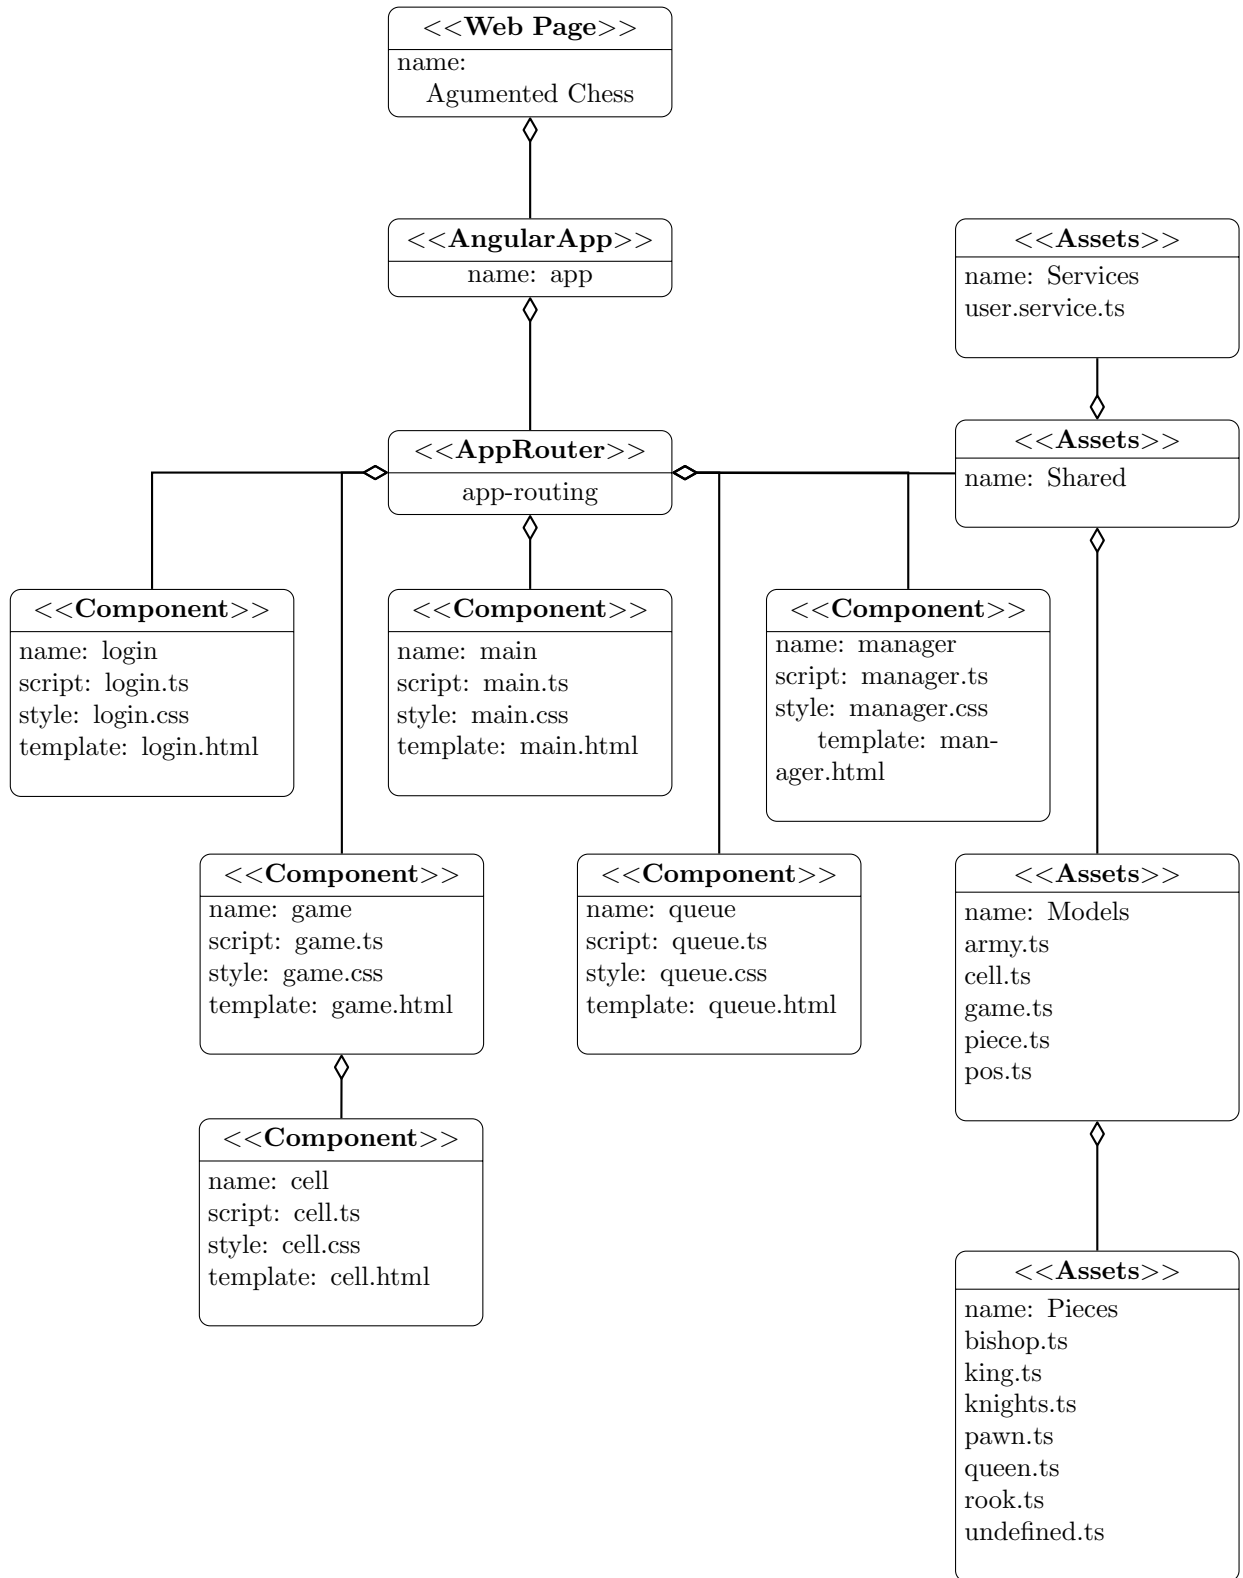 <<Web Page>>
name:
Agumented Chess
<<AngularApp>>
name: app
<<Assets>>
name: Services
user.service.ts
<<AppRouter>>
app-routing
<<Assets>>
name: Shared
<<Component>>
name: login
script: login.ts
style: login.css
template: login.html
<<Component>>
name: main
script: main.ts
style: main.css
template: main.html
<<Component>>
name: manager
script: manager.ts
style: manager.css
template: man-
ager.html
<<Component>>
name: game
script: game.ts
style: game.css
template: game.html
<<Component>>
name: queue
script: queue.ts
style: queue.css
template: queue.html
<<Assets>>
name: Models
army.ts
cell.ts
game.ts
piece.ts
pos.ts
<<Component>>
name: cell
script: cell.ts
style: cell.css
template: cell.html
<<Assets>>
name: Pieces
bishop.ts
king.ts
knights.ts
pawn.ts
queen.ts
rook.ts
undefined.ts